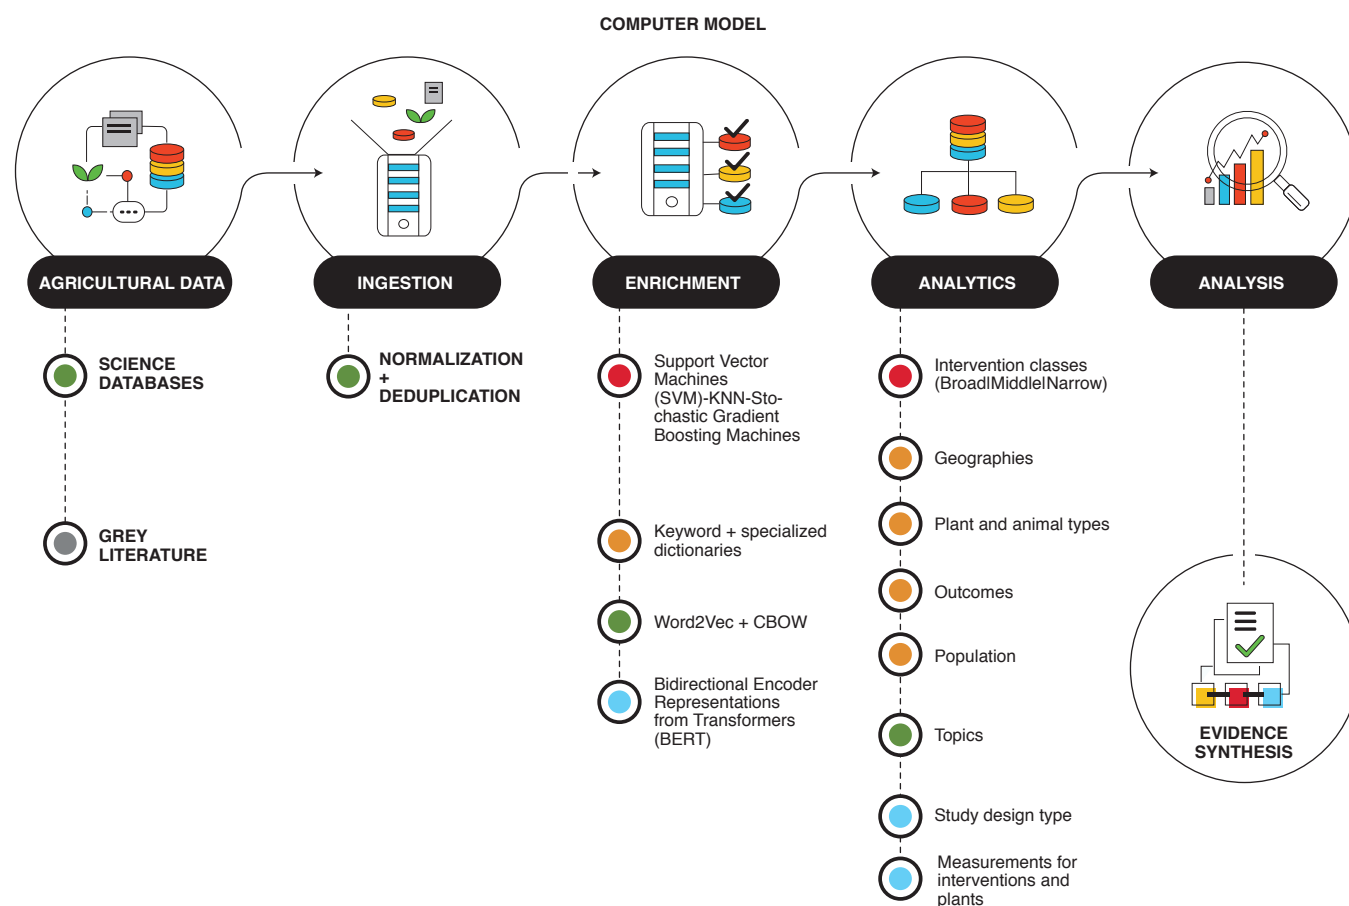 COMPUTER MODEL
AGRICULTURAL DATA
SCIENCE
DATABASES
GREY
LITERATURE
INGESTION
NORMALIZATION
+
DEDUPLICATION
ENRICHMENT
Support Vector
Machines
(SVM)-KNN-Sto-
chastic Gradient
Boosting Machines
Keyword + specialized
dictionaries
Word2Vec + CBOW
Bidirectional Encoder
Representations
from Transformers
(BERT)
ANALYTICS
Intervention classes
(Broad|Middle|Narrow)
Geographies
Plant and animal types
Outcomes
Population
Topics
Study design type
Measurements for
interventions and
plants
ANALYSIS
EVIDENCE
SYNTHESIS